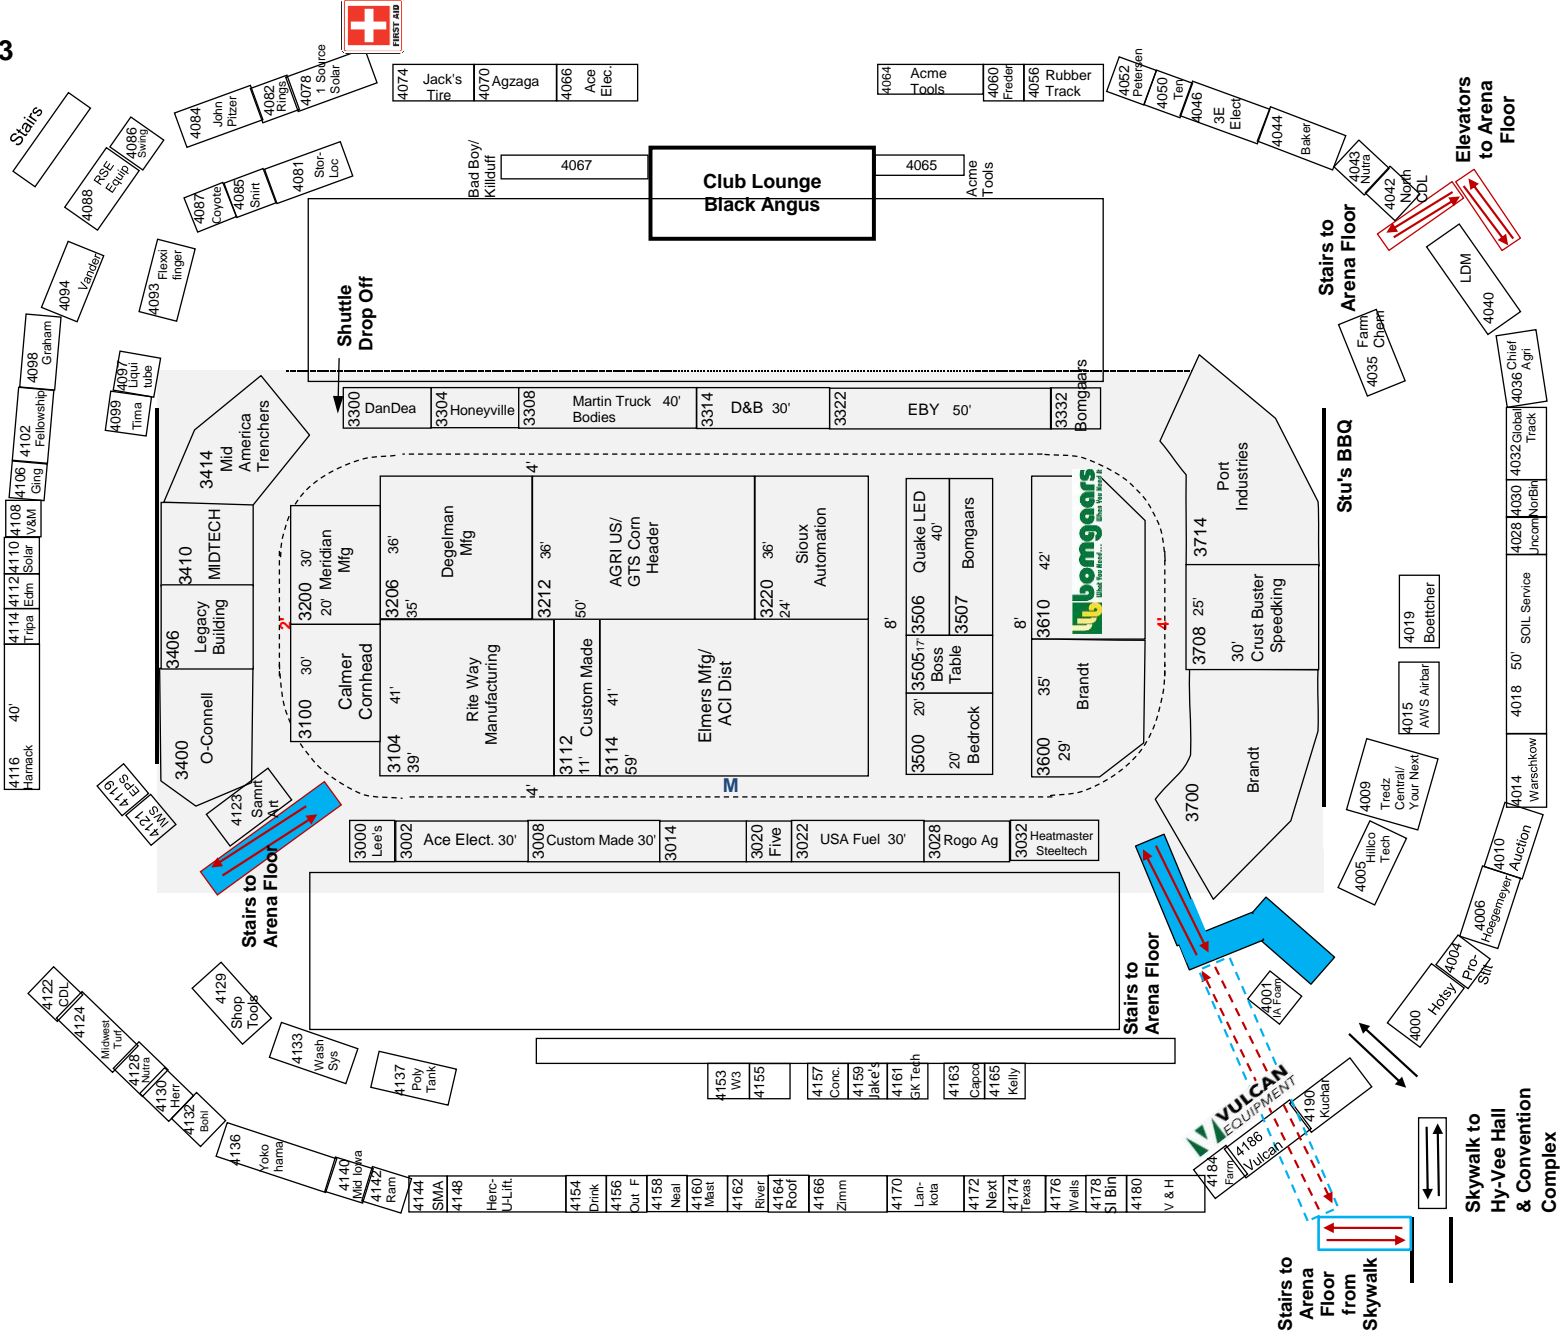 3
FIRST AID
Stairs
4084
John
Pitzer
4082
Rings
4078
1 Source
Solar
4074
Jack's
Tire
4070
Agzaga
4066
Ace
Elec.
4064
Acme
Tools
4060
Freder
4056
Rubber
Track
4052
Petersen
4050
Terr
4046
3E
Elect
4044
Baker
4043
Nutra
4042
North
CDL
Elevators
to Arena
Floor
4086
Swing
4088
RSE
Equip
4087
Coyote
4085
Snirt
4081
Stor-
Loc
Bad Boy/
Killduff
4067
Club Lounge
Black Angus
4065
Acme
Tools
Stairs to
Arena Floor
LDM
4040
4094
Vander
4093
Flexxi
finger
4098
Graham
4097
Liqui
tube
4099
Tima
4102
Fellowship
4106
Ging
4108
V&M
4110
Solar
4112
Edm
4114
Tripa
4116
Harnack
40'
Shuttle
Drop Off
3300
DanDea
3304
Honeyville
3308
Martin Truck 40'
Bodies
3314
D&B 30'
3322
EBY 50'
3332
Bomgaars
4035
Farm
Chem
4036
Chief
Agri
4032
Global
Track
4030
NorBin
4028
Uncom
4018 50' SOIL Service
4014
Warschkow
4010
Auction
4006
Hoegemeyer
4004
Pro-
Stit
4000
Hotsy
Stu's BBQ
3414
Mid
America
Trenchers
3410
MIDTECH
3406
Legacy
Building
3400
O-Connell
4'
2'
3200 30'
20' Meridian
Mfg
3100 30'
Calmer
Cornhead
3206 36'
35'
Degelman
Mfg
3212 36'
50'
AGRI US/
GTS Corn
Header
3220 36'
24'
Sioux
Automation
3104 41'
39'
Rite Way
Manufacturing
3112
11' Custom Made
3114 41'
59'
Elmers Mfg/
ACI Dist
M
4'
8'
3506
Quake LED
40'
3507
Bomgaars
3505 17'
Boss
Table
3500 20'
20' Bedrock
8'
3610 42'
bomgaars
What You Need... When You Need It
3600 35'
29'
Brandt
4'
3714
Port
Industries
3708 25'
30'
Crust Buster
Speedking
3700
Brandt
4019
Boettcher
4015
AWS Airbar
4009
Tredz
Central/
Your Next
4005
Hillco
Tech
4119
EPS
4121
IWS
4123
Samrt
Art
Stairs to
Arena Floor
3000
Lee's
3002
Ace Elect. 30'
3008
Custom Made 30'
3014
3020
Five
3022
USA Fuel 30'
3028
Rogo Ag
3032
Heatmaster
Steeltech
Stairs to
Arena Floor
4001
IA Foam
4122
CDL
4124
Midwest
Turf
4128
Nutra
4130
Herr
4132
Bohl
4136
Yoko
hama
4140
Mid Iowa
4142
Ram
4129
Shop
Tools
4133
Wash
Sys
4137
Poly
Tank
4153
W3
4155
4157
Conc.
4159
Jake's
4161
GK Tech
4163
Capco
4165
Kelly
4144
SMA
4148
Herc-
U-Lift
4154
Drink
4156
Out F
4158
Neal
4160
Mast
4162
River
4164
Roof
4166
Zimm
4170
Lan-
kota
4172
Next
4174
Texas
4176
Wells
4178
SI Bin
4180
V & H
4184
Farm
4186
Vulcan
4190
Kuchar
VULCAN
EQUIPMENT
Skywalk to
Hy-Vee Hall
& Convention
Complex
Stairs to
Arena
Floor
from
Skywalk